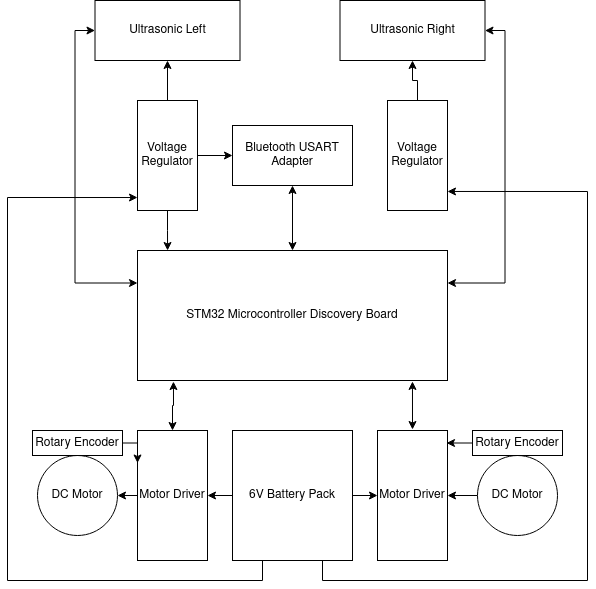 Ultrasonic Left
Ultrasonic Right
Voltage
Regulator
Bluetooth USART
Adapter
Voltage
Regulator
STM32 Microcontroller Discovery Board
Rotary Encoder
Rotary Encoder
DC Motor
Motor Driver
6V Battery Pack
Motor Driver
DC Motor